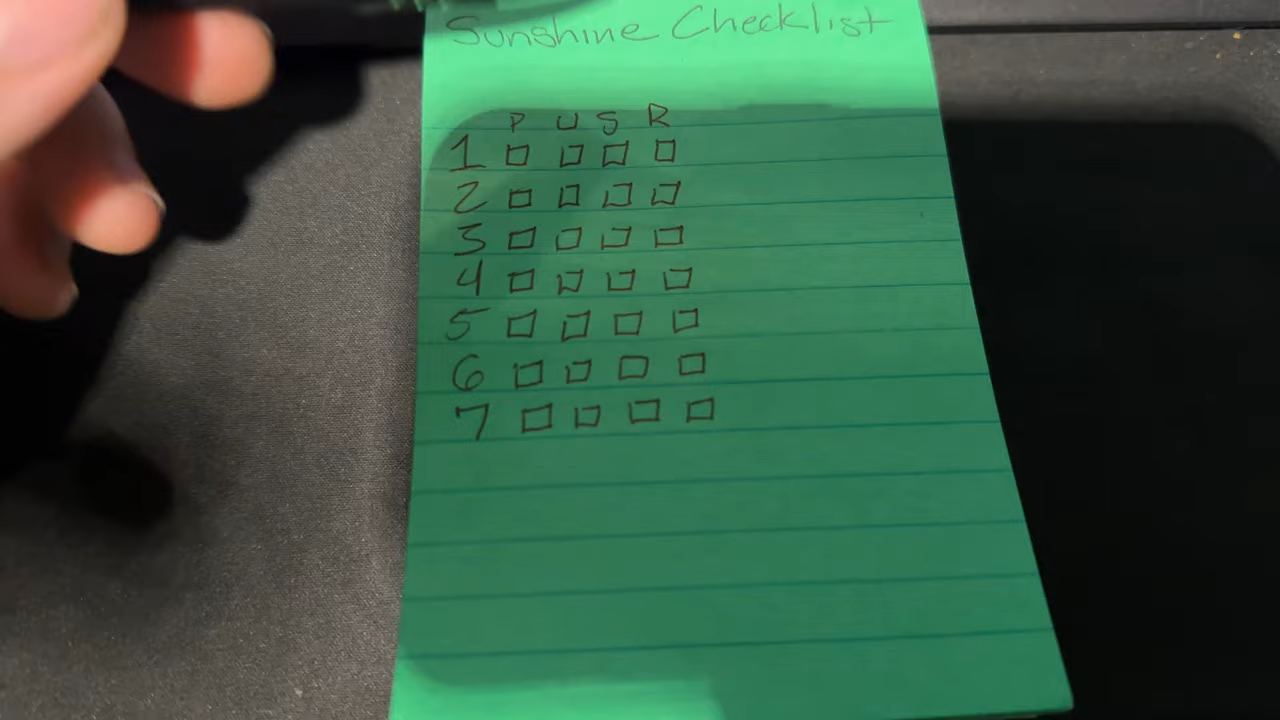 Sunshine Checklist
P U S R
1 □ □ □ □
2 □ □ □ □
3 □ □ □ □
4 □ □ □ □
5 □ □ □ □
6 □ □ □ □
7 □ □ □ □